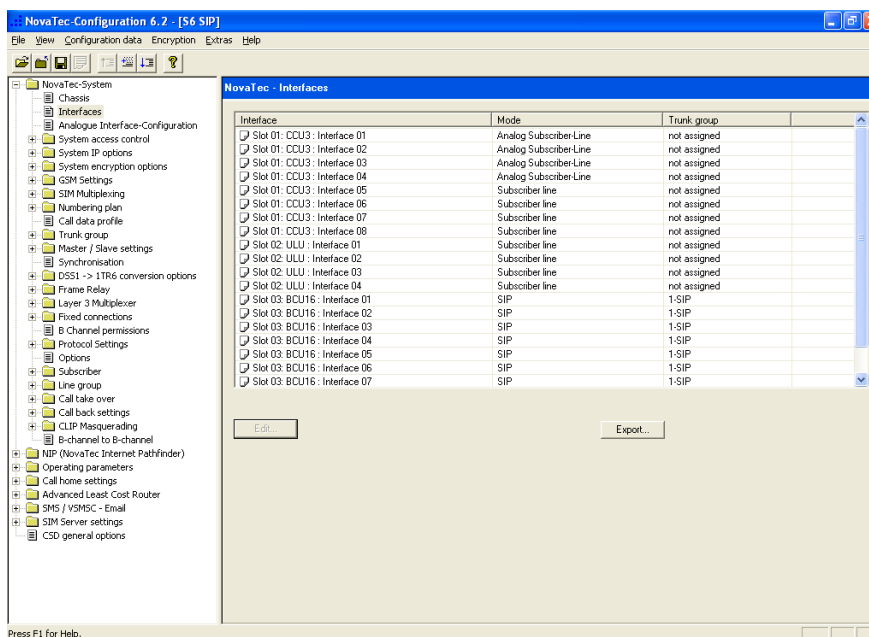 NovaTec-Configuration 6.2 - [S6 SIP]
File View Configuration data Encryption Extras Help
NovaTec-System
Chassis
Interfaces
Analogue Interface-Configuration
System access control
System IP options
System encryption options
GSM Settings
SIM Multiplexing
Numbering plan
Call data profile
Trunk group
Master / Slave settings
Synchronisation
DSS1 -> 1TR6 conversion options
Frame Relay
Layer 3 Multiplexer
Fixed connections
B Channel permissions
Protocol Settings
Options
Subscriber
Line group
Call take over
Call back settings
CLIP Masquerading
B-channel to B-channel
NIP (NovaTec Internet Pathfinder)
Operating parameters
Call home settings
Advanced Least Cost Router
SMS / VSMSC - Email
SIM Server settings
CSD general options
NovaTec - Interfaces
Interface Mode Trunk group
Slot 01: CCU3 : Interface 01 Analog Subscriber-Line not assigned
Slot 01: CCU3 : Interface 02 Analog Subscriber-Line not assigned
Slot 01: CCU3 : Interface 03 Analog Subscriber-Line not assigned
Slot 01: CCU3 : Interface 04 Analog Subscriber-Line not assigned
Slot 01: CCU3 : Interface 05 Subscriber line not assigned
Slot 01: CCU3 : Interface 06 Subscriber line not assigned
Slot 01: CCU3 : Interface 07 Subscriber line not assigned
Slot 01: CCU3 : Interface 08 Subscriber line not assigned
Slot 02: ULU : Interface 01 Subscriber line not assigned
Slot 02: ULU : Interface 02 Subscriber line not assigned
Slot 02: ULU : Interface 03 Subscriber line not assigned
Slot 02: ULU : Interface 04 Subscriber line not assigned
Slot 03: BCU16 : Interface 01 SIP 1-SIP
Slot 03: BCU16 : Interface 02 SIP 1-SIP
Slot 03: BCU16 : Interface 03 SIP 1-SIP
Slot 03: BCU16 : Interface 04 SIP 1-SIP
Slot 03: BCU16 : Interface 05 SIP 1-SIP
Slot 03: BCU16 : Interface 06 SIP 1-SIP
Slot 03: BCU16 : Interface 07 SIP 1-SIP
Edit... Export...
Press F1 for Help.